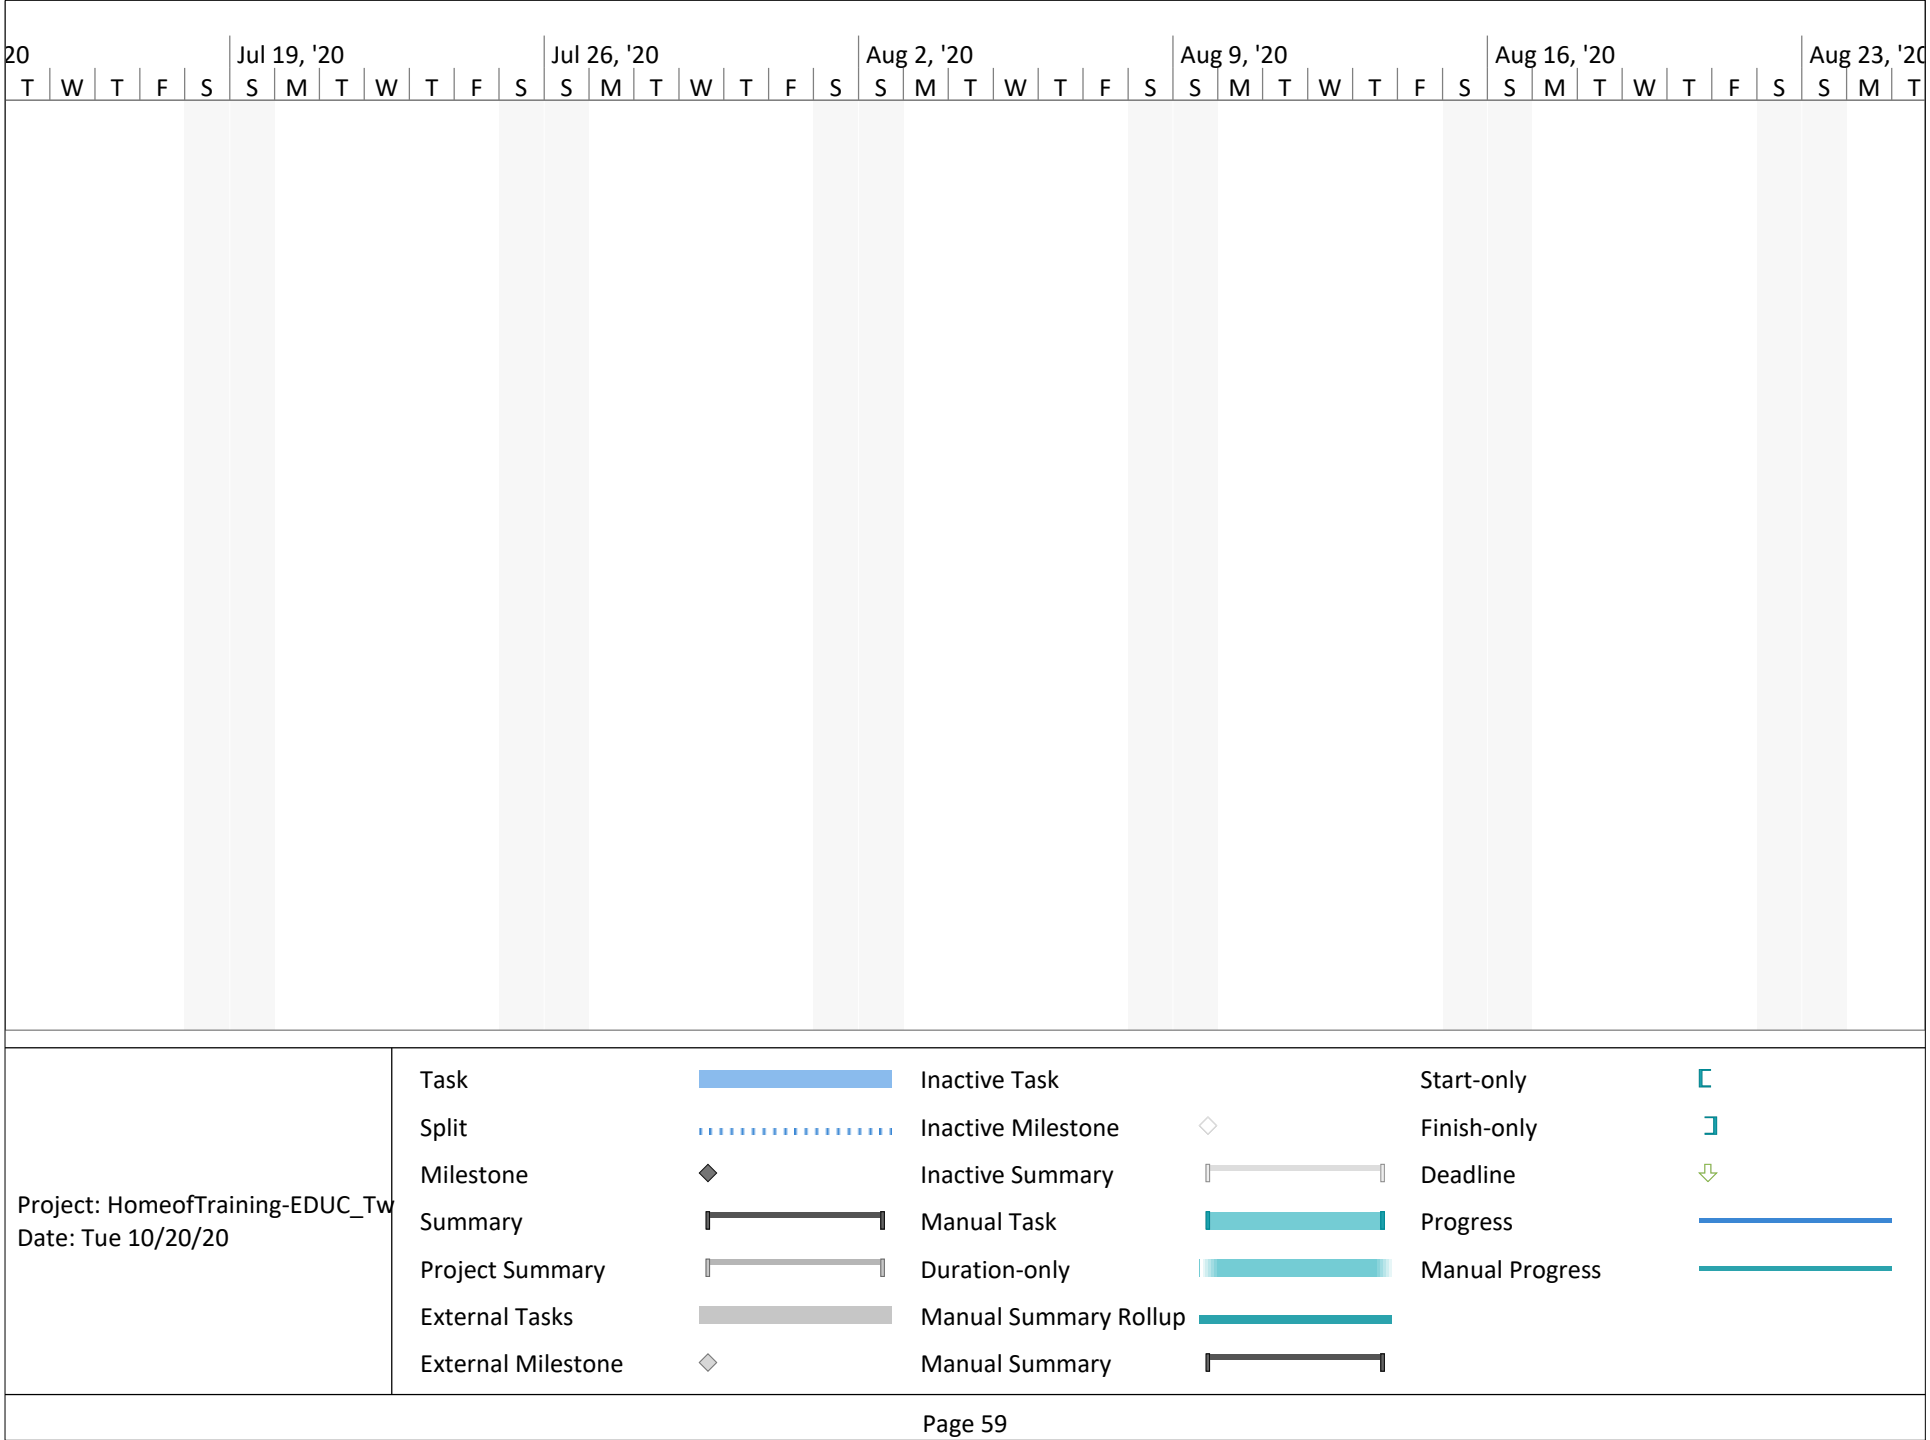 20 Jul 19, '20 Jul 26, '20 Aug 2, '20 Aug 9, '20 Aug 16, '20 Aug 23, '20
T W T F S S M T W T F S S M T W T F S S M T W T F S S M T W T F S S M T W T F S S M T
Task Inactive Task Start-only
Split Inactive Milestone Finish-only
Milestone Inactive Summary Deadline
Project: HomeofTraining-EDUC_Tw
Date: Tue 10/20/20
Summary Manual Task Progress
Project Summary Duration-only Manual Progress
External Tasks Manual Summary Rollup
External Milestone Manual Summary
Page 59